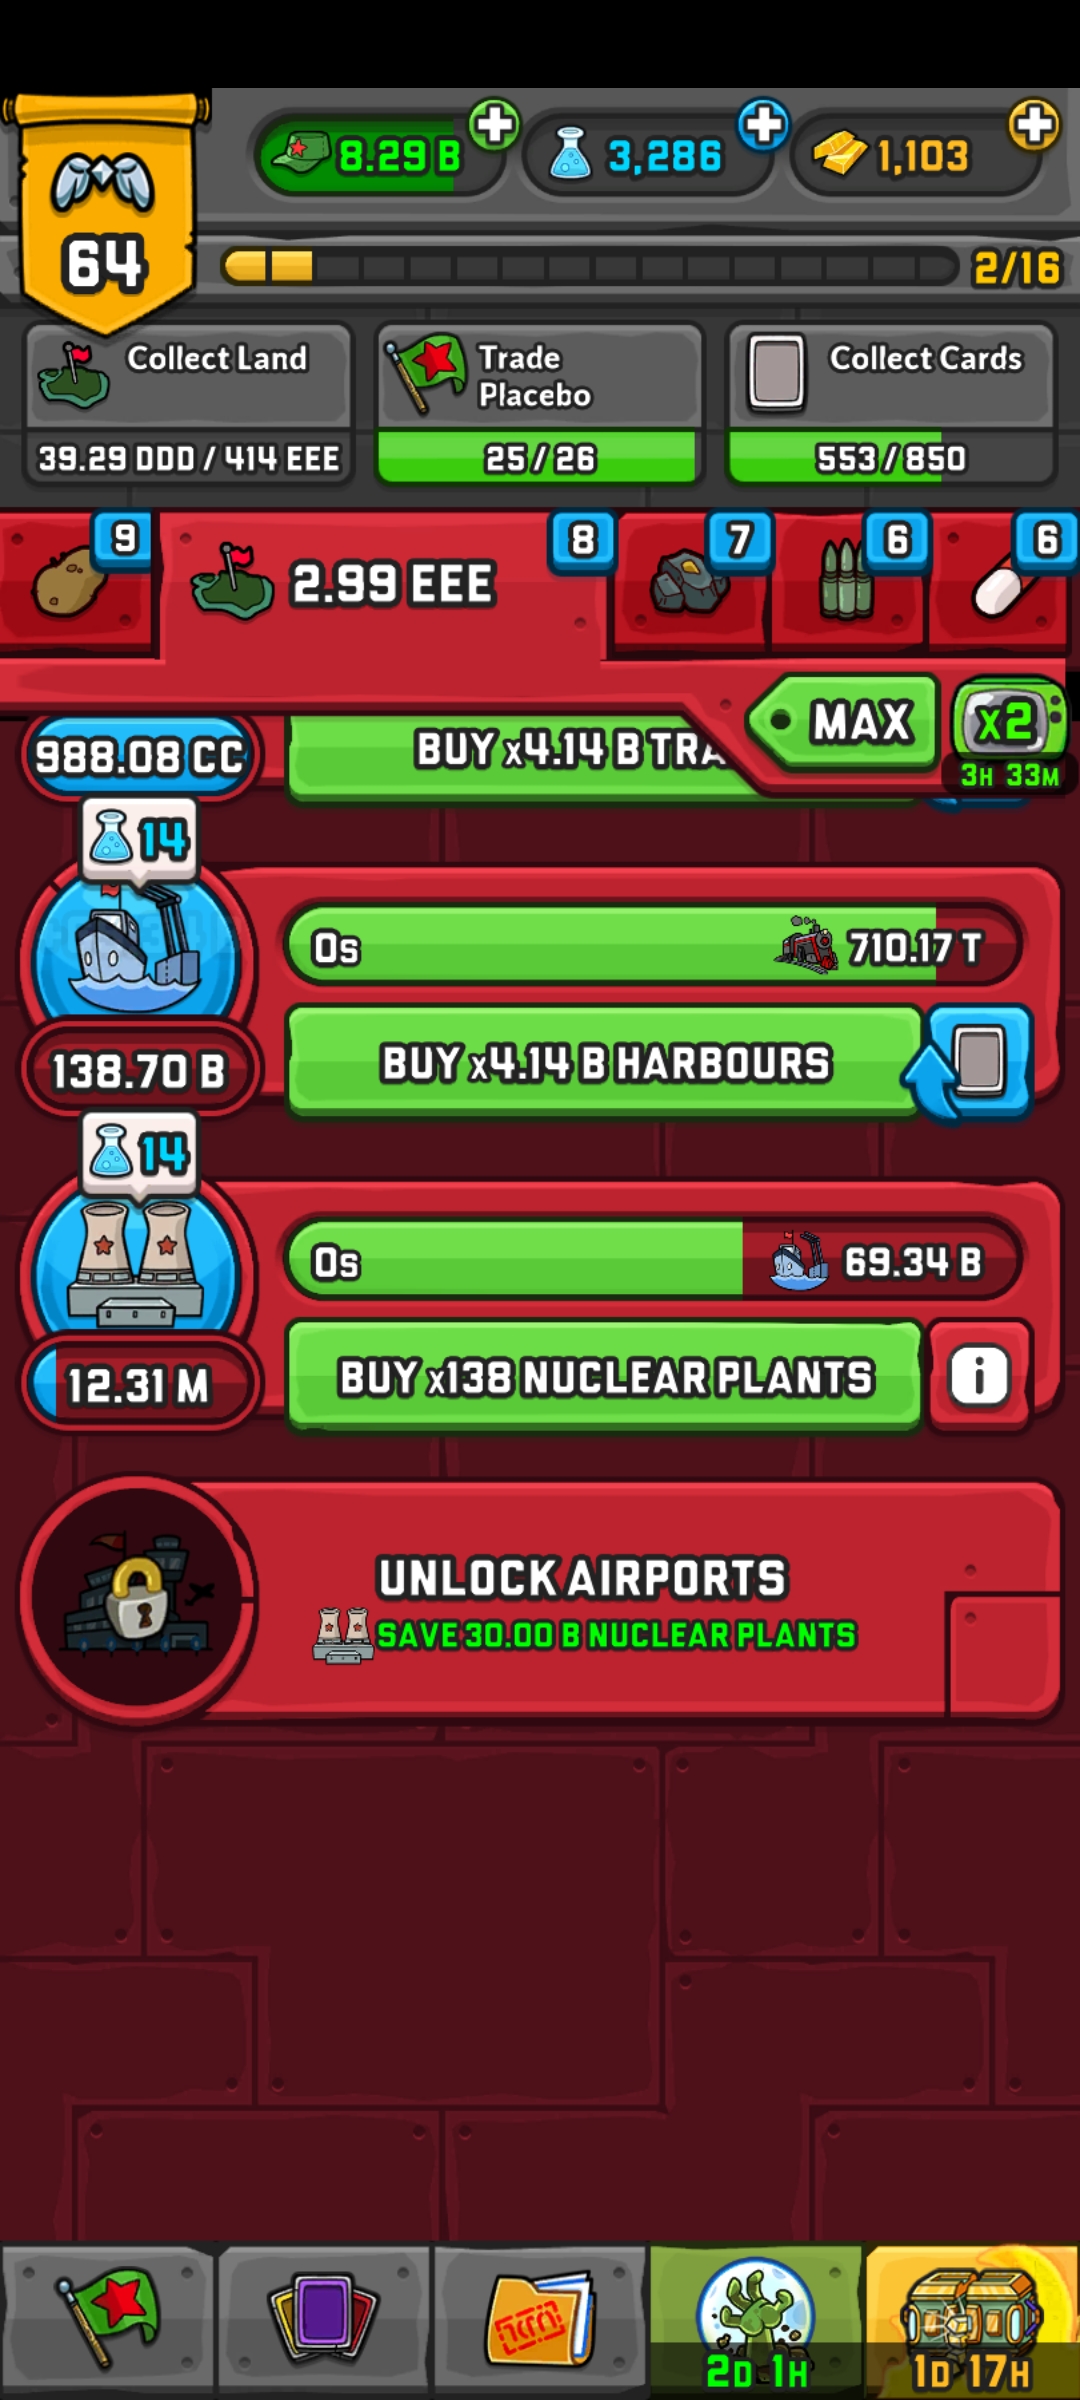 8.29 B
3,286
1,103
64
2/16
Collect Land
39.29 DDD / 414 EEE
Trade
Placebo
25 / 26
Collect Cards
553 / 850
9
2.99 EEE
8
7
6
6
MAX
x2
3H 33M
988.08 CC
BUY x4.14 B TRA
14
0s
710.17 T
138.70 B
BUY x4.14 B HARBOURS
14
0s
69.34 B
12.31 M
BUY x138 NUCLEAR PLANTS
i
UNLOCK AIRPORTS
SAVE 30.00 B NUCLEAR PLANTS
2D 1H
1D 17H